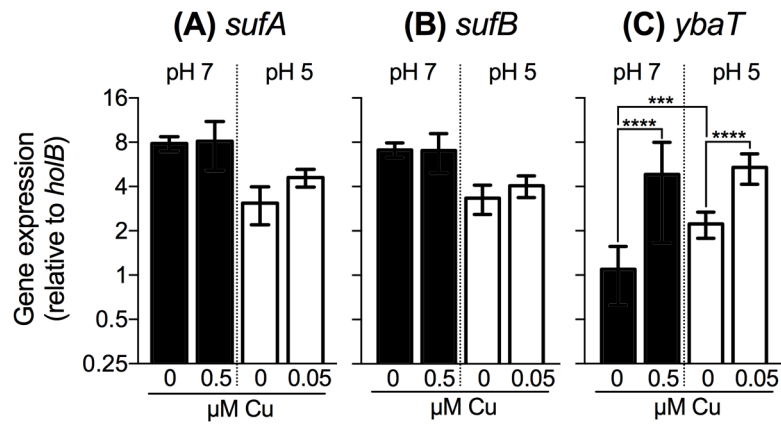 (A) sufA
(B) sufB
(C) ybaT
pH 7 pH 5
pH 7 pH 5
pH 7 pH 5
Gene expression
(relative to holB)
16
8
4
2
1
0.5
0.25
***
**** ****
0 0.5 0 0.05
0 0.5 0 0.05
0 0.5 0 0.05
µM Cu
µM Cu
µM Cu